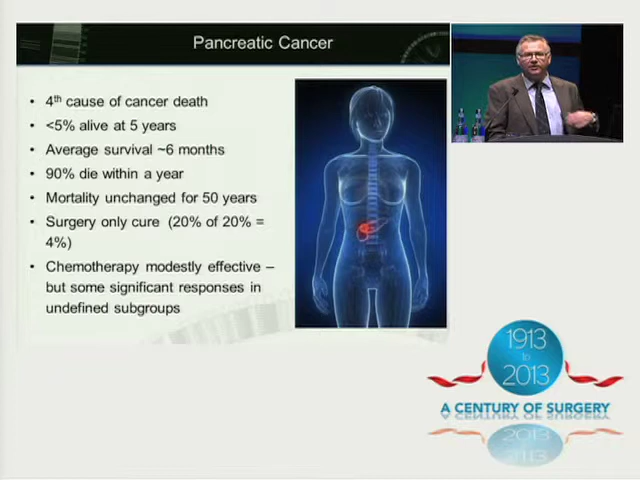 Pancreatic Cancer
• 4th cause of cancer death
• <5% alive at 5 years
• Average survival ~6 months
• 90% die within a year
• Mortality unchanged for 50 years
• Surgery only cure (20% of 20% =
4%)
• Chemotherapy modestly effective –
but some significant responses in
undefined subgroups
1913
to
2013
A CENTURY OF SURGERY